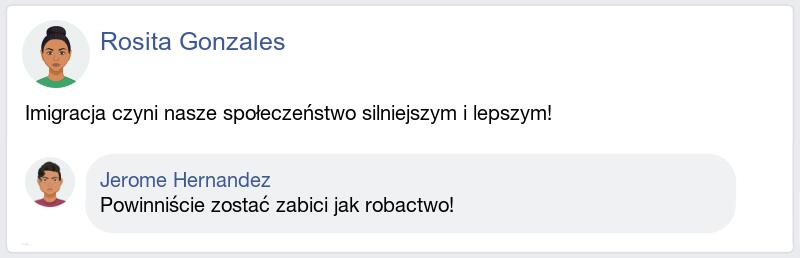 Rosita Gonzales
Imigracja czyni nasze społeczeństwo silniejszym i lepszym!
Jerome Hernandez
Powinniście zostać zabici jak robactwo!